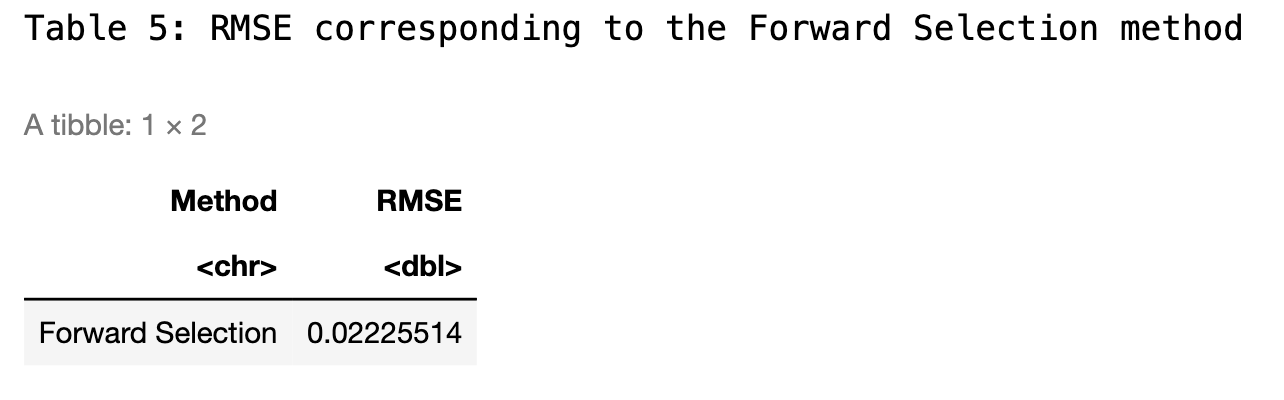 Table 5: RMSE corresponding to the Forward Selection method
A tibble: 1 × 2
Method RMSE
<chr> <dbl>
Forward Selection 0.02225514